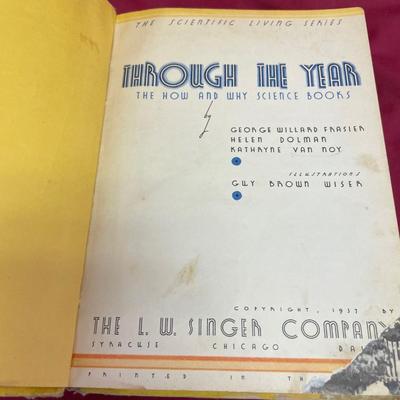 THE SCIENTIFIC LIVING SERIES
THROUGH THE YEAR
THE HOW AND WHY SCIENCE BOOKS
by
GEORGE WILLARD FRASIER
HELEN DOLMAN
KATHRYNE VAN NOY
ILLUSTRATIONS
GUY BROWN WISER
COPYRIGHT, 1937 BY
THE L. W. SINGER COMPANY
SYRACUSE CHICAGO
PRINTED IN THE